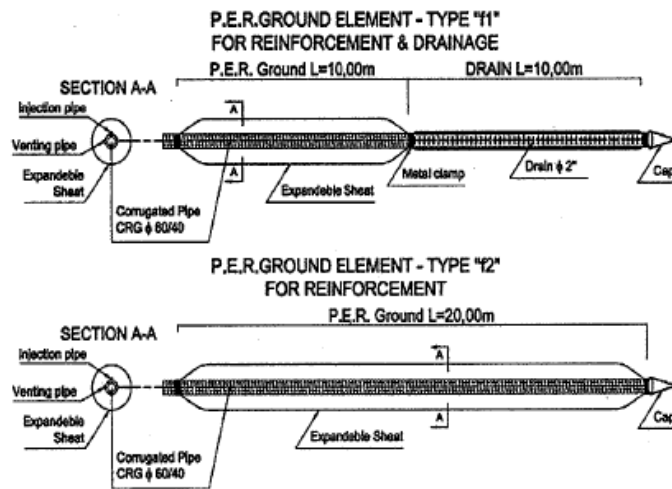 P.E.R.GROUND ELEMENT - TYPE "f1"
FOR REINFORCEMENT & DRAINAGE
P.E.R. Ground L=10,00m
DRAIN L=10,00m
SECTION A-A
Injection pipe
Venting pipe
Expandeble
Sheet
A
A
Corrugated Pipe
CRG ϕ 60/40
Expandeble Sheet
Metal clamp
Drain ϕ 2"
Cap
P.E.R.GROUND ELEMENT - TYPE "f2"
FOR REINFORCEMENT
P.E.R. Ground L=20,00m
SECTION A-A
Injection pipe
Venting pipe
Expandeble
Sheet
A
A
Corrugated Pipe
CRG ϕ 60/40
Expandeble Sheet
Cap